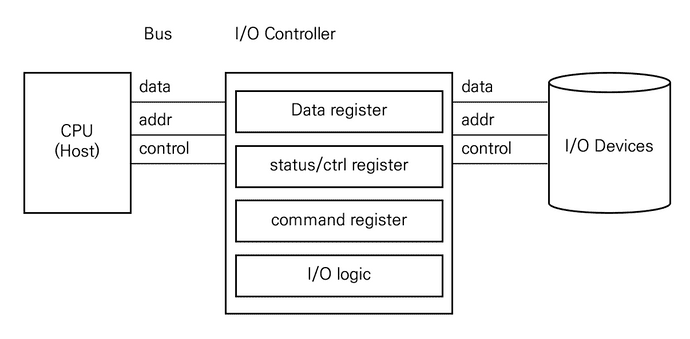 Bus
I/O Controller
CPU
(Host)
data
addr
control
Data register
status/ctrl register
command register
I/O logic
data
addr
control
I/O Devices